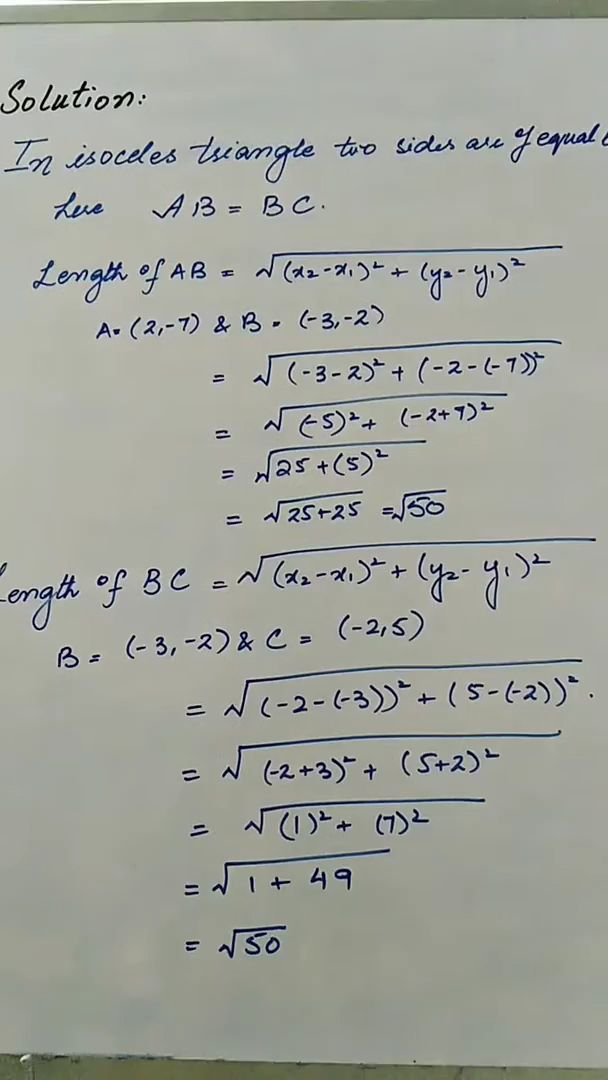 Solution:
In isoceles triangle two sides are of equal
here AB = BC.
Length of AB = √(x₂-x₁)² + (y₂-y₁)²
A = (2,-7) & B = (-3,-2)
= √(-3-2)² + (-2-(-7))²
= √(-5)² + (-2+7)²
= √25+(5)²
= √25+25 = √50
Length of BC = √(x₂-x₁)² + (y₂-y₁)²
B = (-3,-2) & C = (-2,5)
= √(-2-(-3))² + (5-(-2))².
= √(-2+3)² + (5+2)²
= √(1)² + (7)²
= √1 + 49
= √50